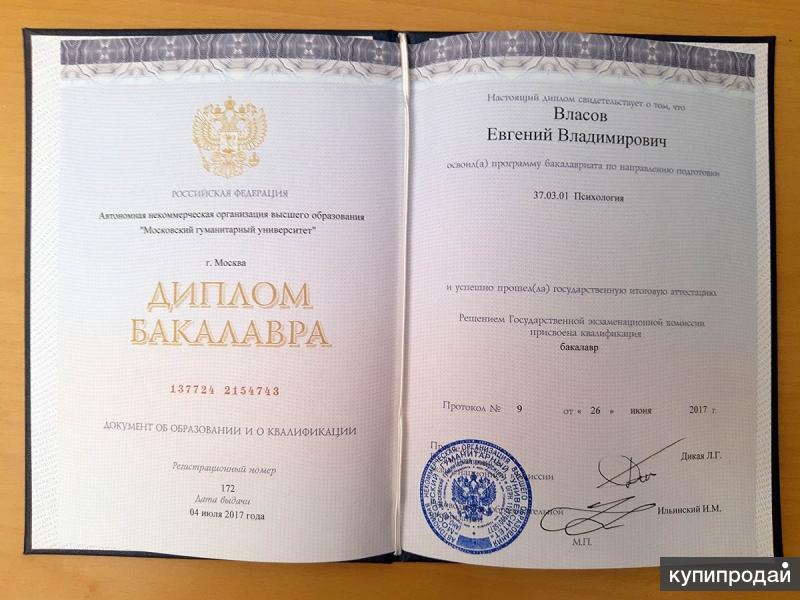 РОССИЙСКАЯ ФЕДЕРАЦИЯ
Автономная некоммерческая организация высшего образования
"Московский гуманитарный университет"
г. Москва
ДИПЛОМ
БАКАЛАВРА
137724 2154743
ДОКУМЕНТ ОБ ОБРАЗОВАНИИ И О КВАЛИФИКАЦИИ
Регистрационный номер
172
Дата выдачи
04 июля 2017 года
Настоящий диплом свидетельствует о том, что
Власов
Евгений Владимирович
освоил(а) программу бакалавриата по направлению подготовки
37.03.01 Психология
и успешно прошел(ла) государственную итоговую аттестацию.
Решением Государственной экзаменационной комиссии
присвоена квалификация
бакалавр
Протокол № 9 от « 26 » июня 2017 г.
Дикая Л.Г.
Ильинский И.М.
М.П.
купипродай